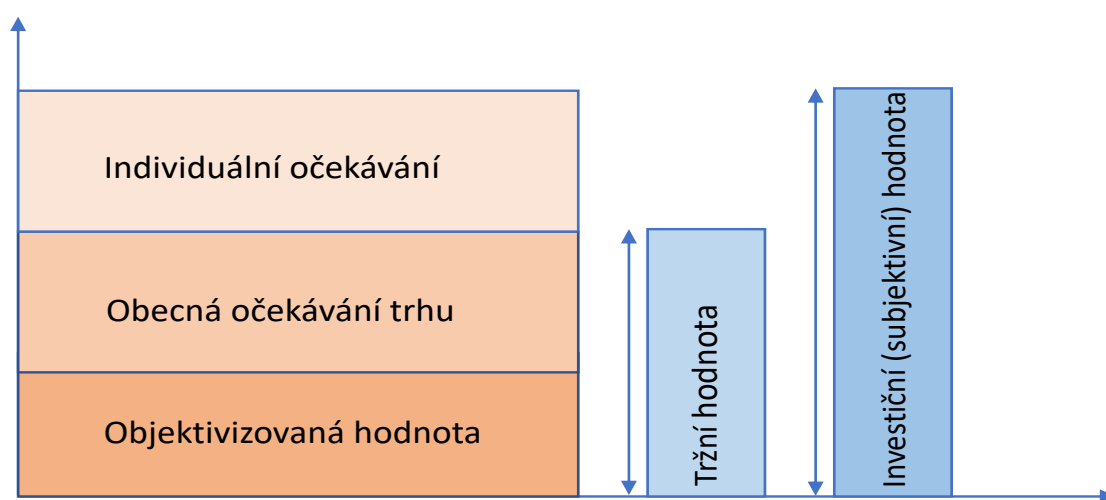 Individuální očekávání
Obecná očekávání trhu
Objektivizovaná hodnota
Tržní hodnota
Investiční (subjektivní) hodnota